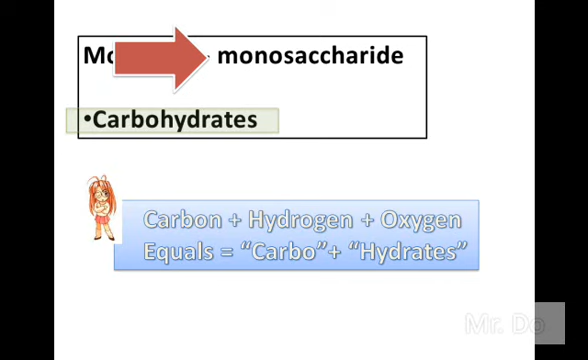 monosaccharide
•Carbohydrates
Carbon + Hydrogen + Oxygen
Equals = “Carbo”+ “Hydrates”
Mr. Do